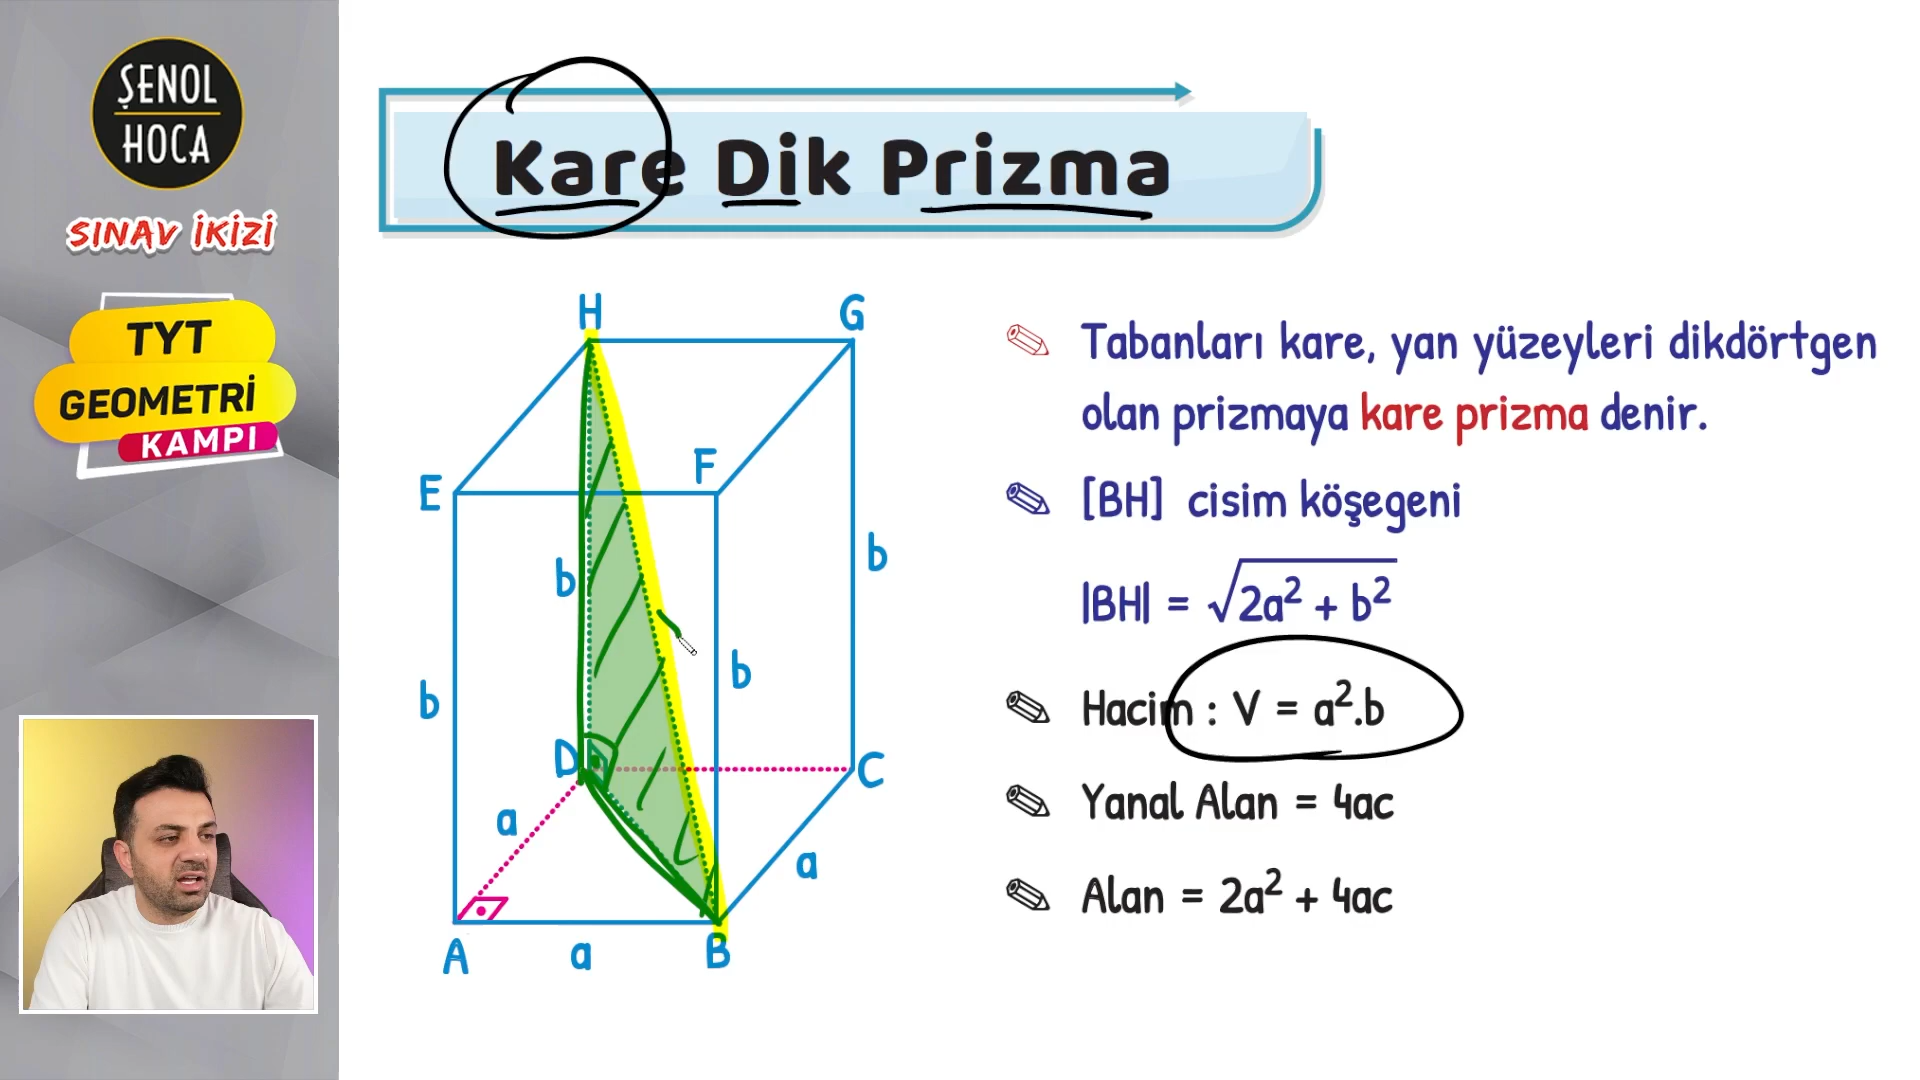 ŞENOL
HOCA
SINAV İKİZİ
TYT
GEOMETRİ
KAMPI
Kare Dik Prizma
H
G
E
F
b
b
b
b
D
C
a
a
A
a
B
Tabanları kare, yan yüzeyleri dikdörtgen
olan prizmaya kare prizma denir.
[BH] cisim köşegeni
|BH| = √2a² + b²
Hacim : V = a².b
Yanal Alan = 4ac
Alan = 2a² + 4ac